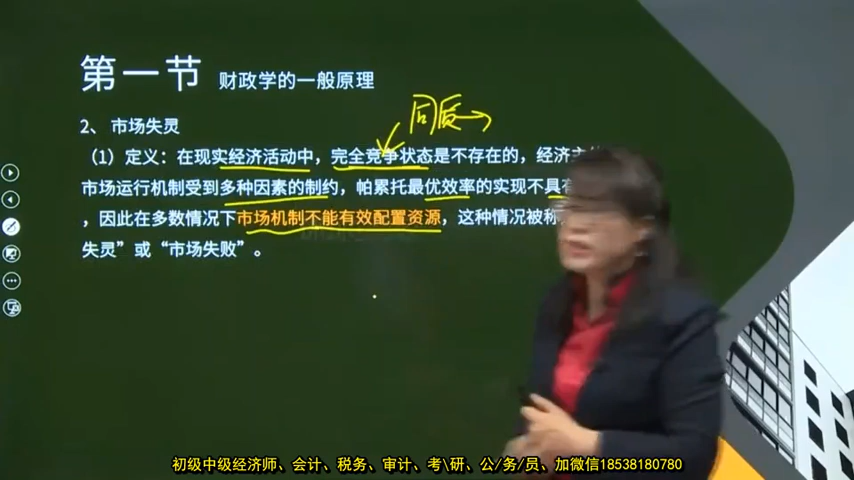 第一节 财政学的一般原理
同质
2、 市场失灵
（1）定义：在现实经济活动中，完全竞争状态是不存在的，经济
市场运行机制受到多种因素的制约，帕累托最优效率的实现不具
，因此在多数情况下市场机制不能有效配置资源，这种情况被称
失灵”或“市场失败”。
初级中级经济师、会计、税务、审计、考\研、公/务/员、加微信18538180780